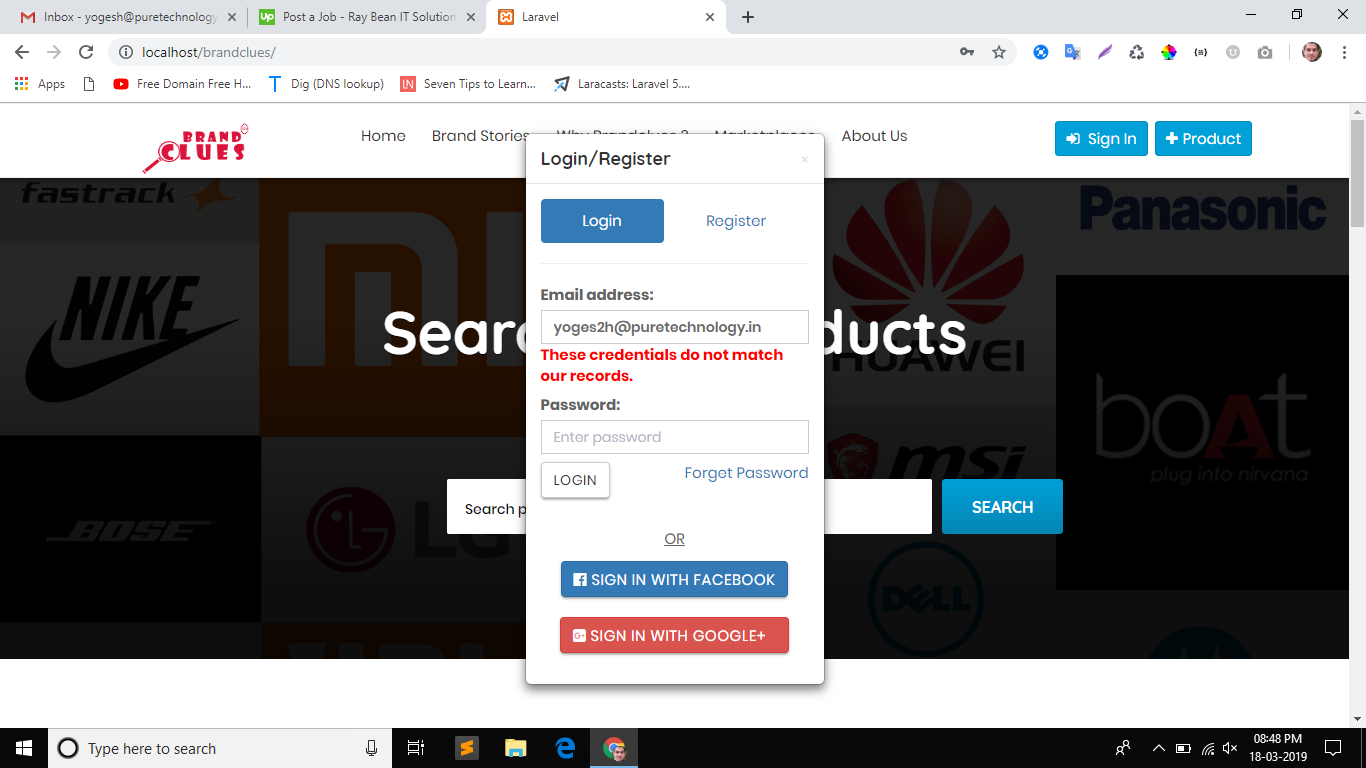 Inbox - yogesh@puretechnology
Post a Job - Ray Bean IT Solution
Laravel
localhost/brandclues/
Apps
Free Domain Free H...
Dig (DNS lookup)
Seven Tips to Learn...
Laracasts: Laravel 5....
BRAND
CLUES
Home
Brand Stories
Why Brandclues ?
Marketplaces
About Us
Sign In
Product
Login/Register
×
Login
Register
Email address:
yoges2h@puretechnology.in
These credentials do not match
our records.
Password:
Enter password
LOGIN
Forget Password
OR
SIGN IN WITH FACEBOOK
SIGN IN WITH GOOGLE+
Sear
ducts
Search p
SEARCH
fastrack
Panasonic
NIKE
HUAWEI
boAt
plug into nirvana
msi
BOSE
LG
DELL
Type here to search
08:48 PM
18-03-2019